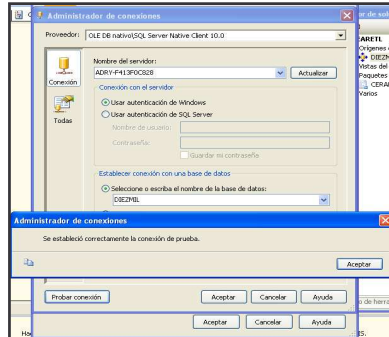 Administrador de conexiones
Proveedor:
OLE DB nativo\SQL Server Native Client 10.0
Conexión
Todas
Nombre del servidor:
ADRY-F413F0C828
Actualizar
Conexión con el servidor
Usar autenticación de Windows
Usar autenticación de SQL Server
Nombre de usuario:
Contraseña:
Guardar mi contraseña
Establecer conexión con una base de datos
Seleccione o escriba el nombre de la base de datos:
DIEZMIL
Administrador de conexiones
Se estableció correctamente la conexión de prueba.
Aceptar
Probar conexión
Aceptar
Cancelar
Ayuda
Aceptar
Cancelar
Ayuda
Vistas del
Paquetes
Varios